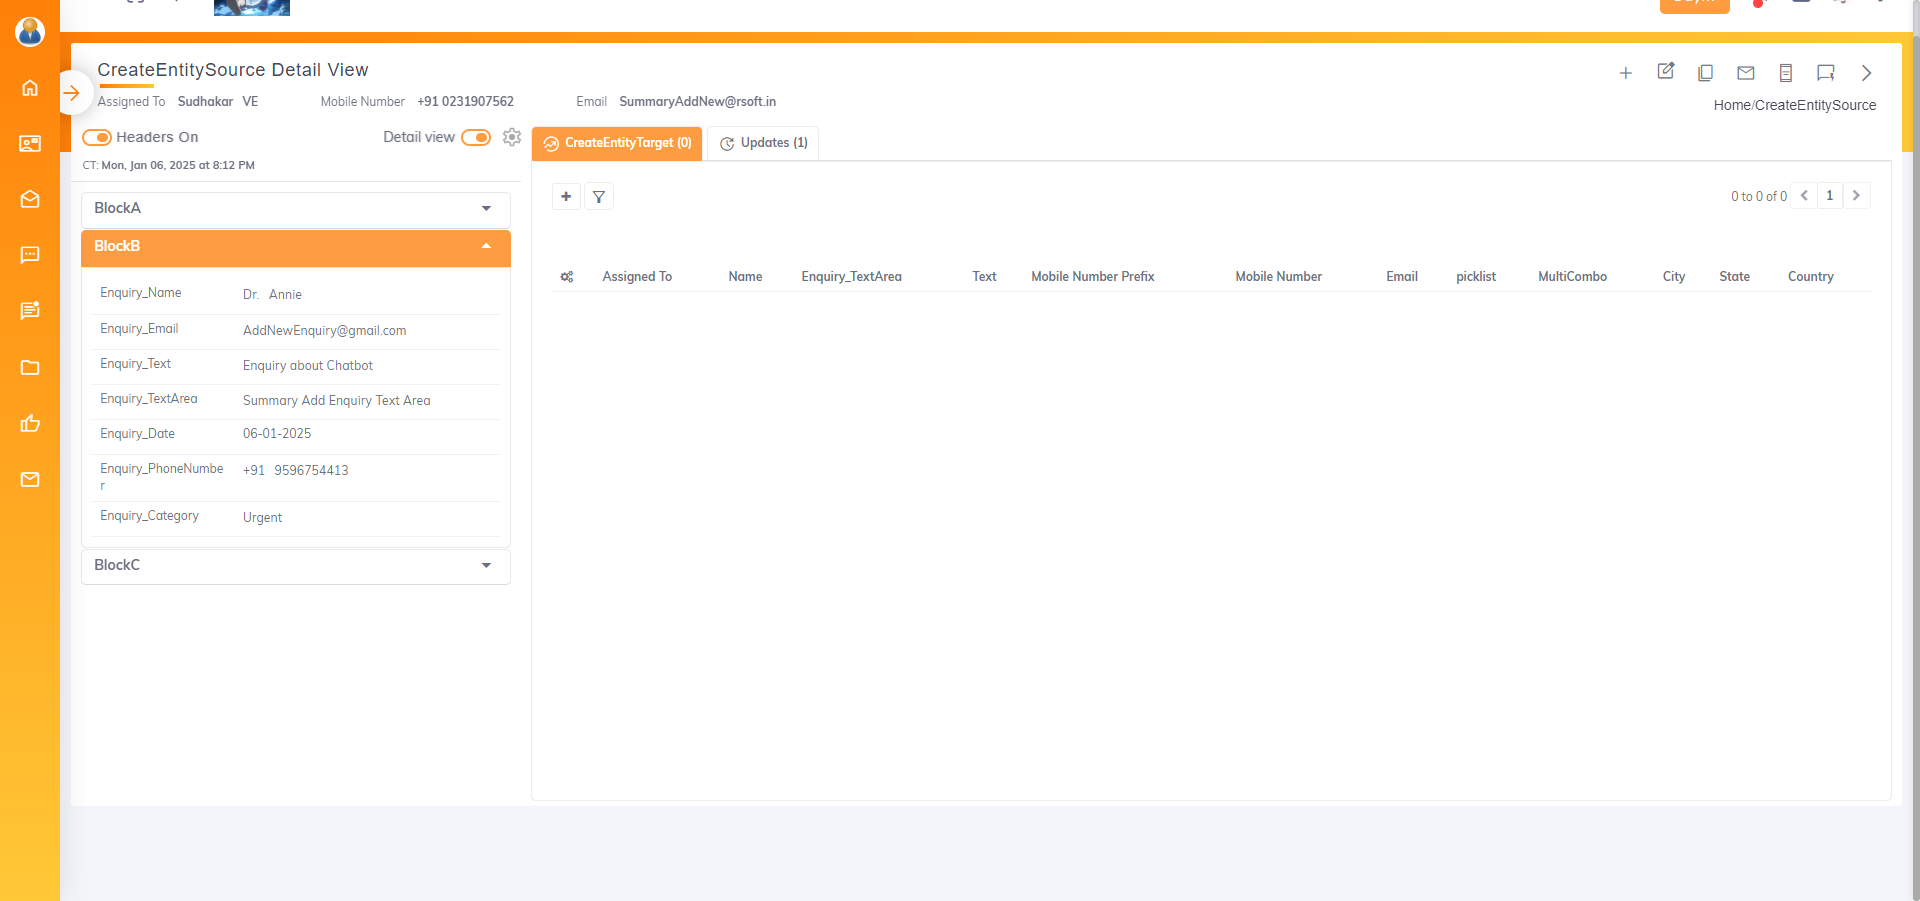 CreateEntitySource Detail View
Assigned To Sudhakar VE Mobile Number +91 0231907562 Email SummaryAddNew@rsoft.in
Home/CreateEntitySource
Headers On Detail view
CT: Mon, Jan 06, 2025 at 8:12 PM
CreateEntityTarget (0) Updates (1)
0 to 0 of 0 1
BlockA
BlockB
Enquiry_Name Dr. Annie
Enquiry_Email AddNewEnquiry@gmail.com
Enquiry_Text Enquiry about Chatbot
Enquiry_TextArea Summary Add Enquiry Text Area
Enquiry_Date 06-01-2025
Enquiry_PhoneNumbe +91 9596754413
r
Enquiry_Category Urgent
BlockC
Assigned To Name Enquiry_TextArea Text Mobile Number Prefix Mobile Number Email picklist MultiCombo City State Country